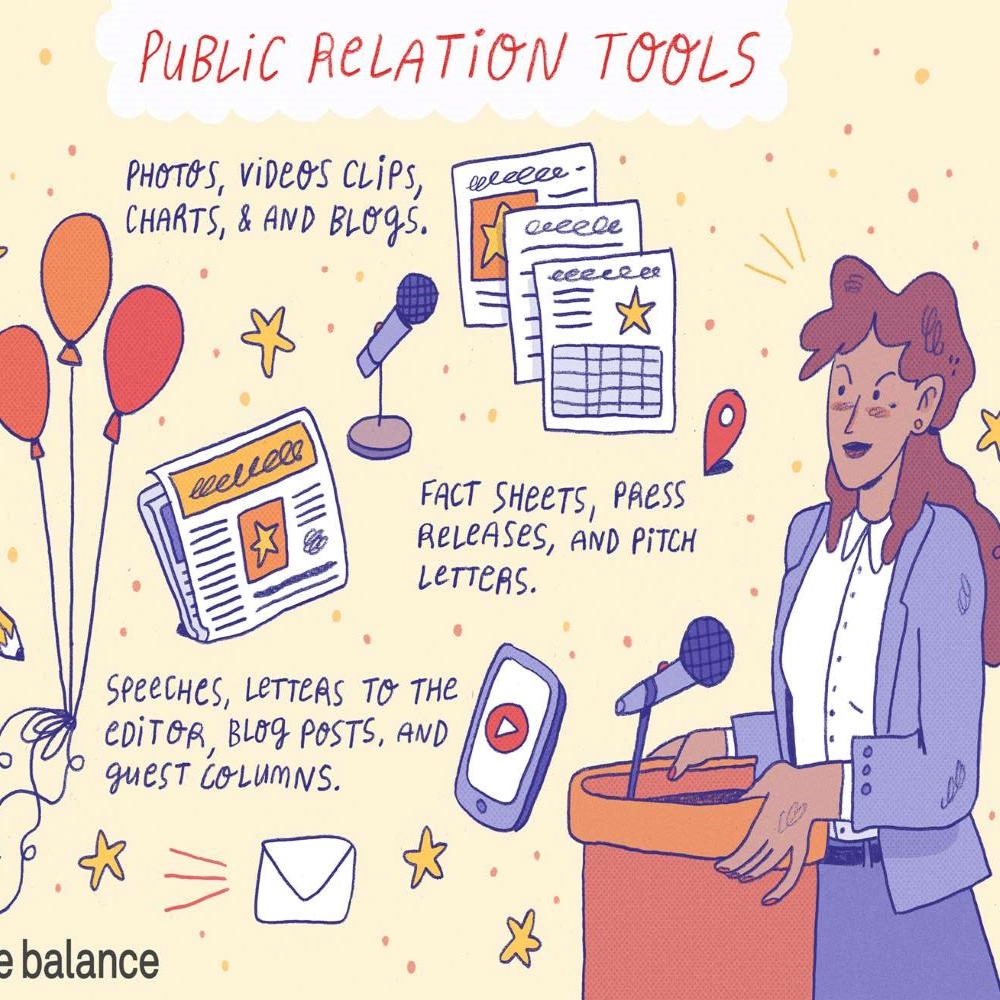 PUBLIC RELATION TOOLS
PHOTOS, VIDEOS CLIPS,
CHARTS, & AND BLOGS.
FACT SHEETS, PRESS
RELEASES, AND PITCH
LETTERS.
SPEECHES, LETTERS TO THE
EDITOR, BLOG POSTS, AND
GUEST COLUMNS.
e balance